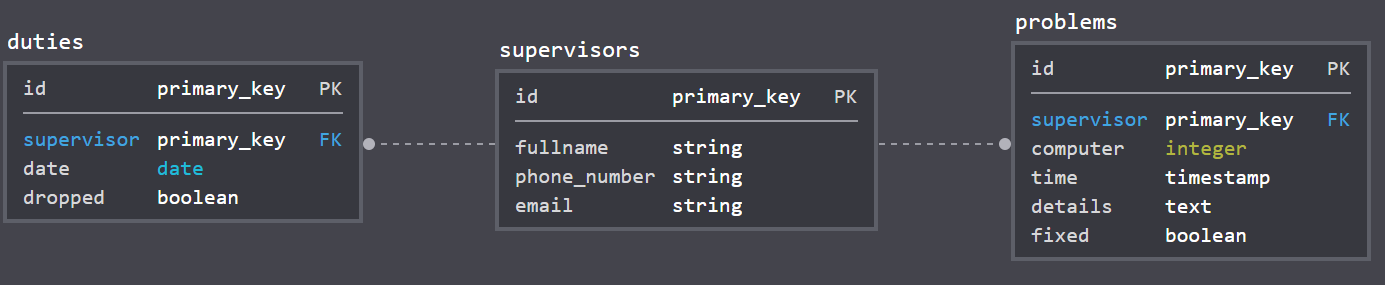 duties
id primary_key PK
supervisor primary_key FK
date date
dropped boolean
supervisors
id primary_key PK
fullname string
phone_number string
email string
problems
id primary_key PK
supervisor primary_key FK
computer integer
time timestamp
details text
fixed boolean